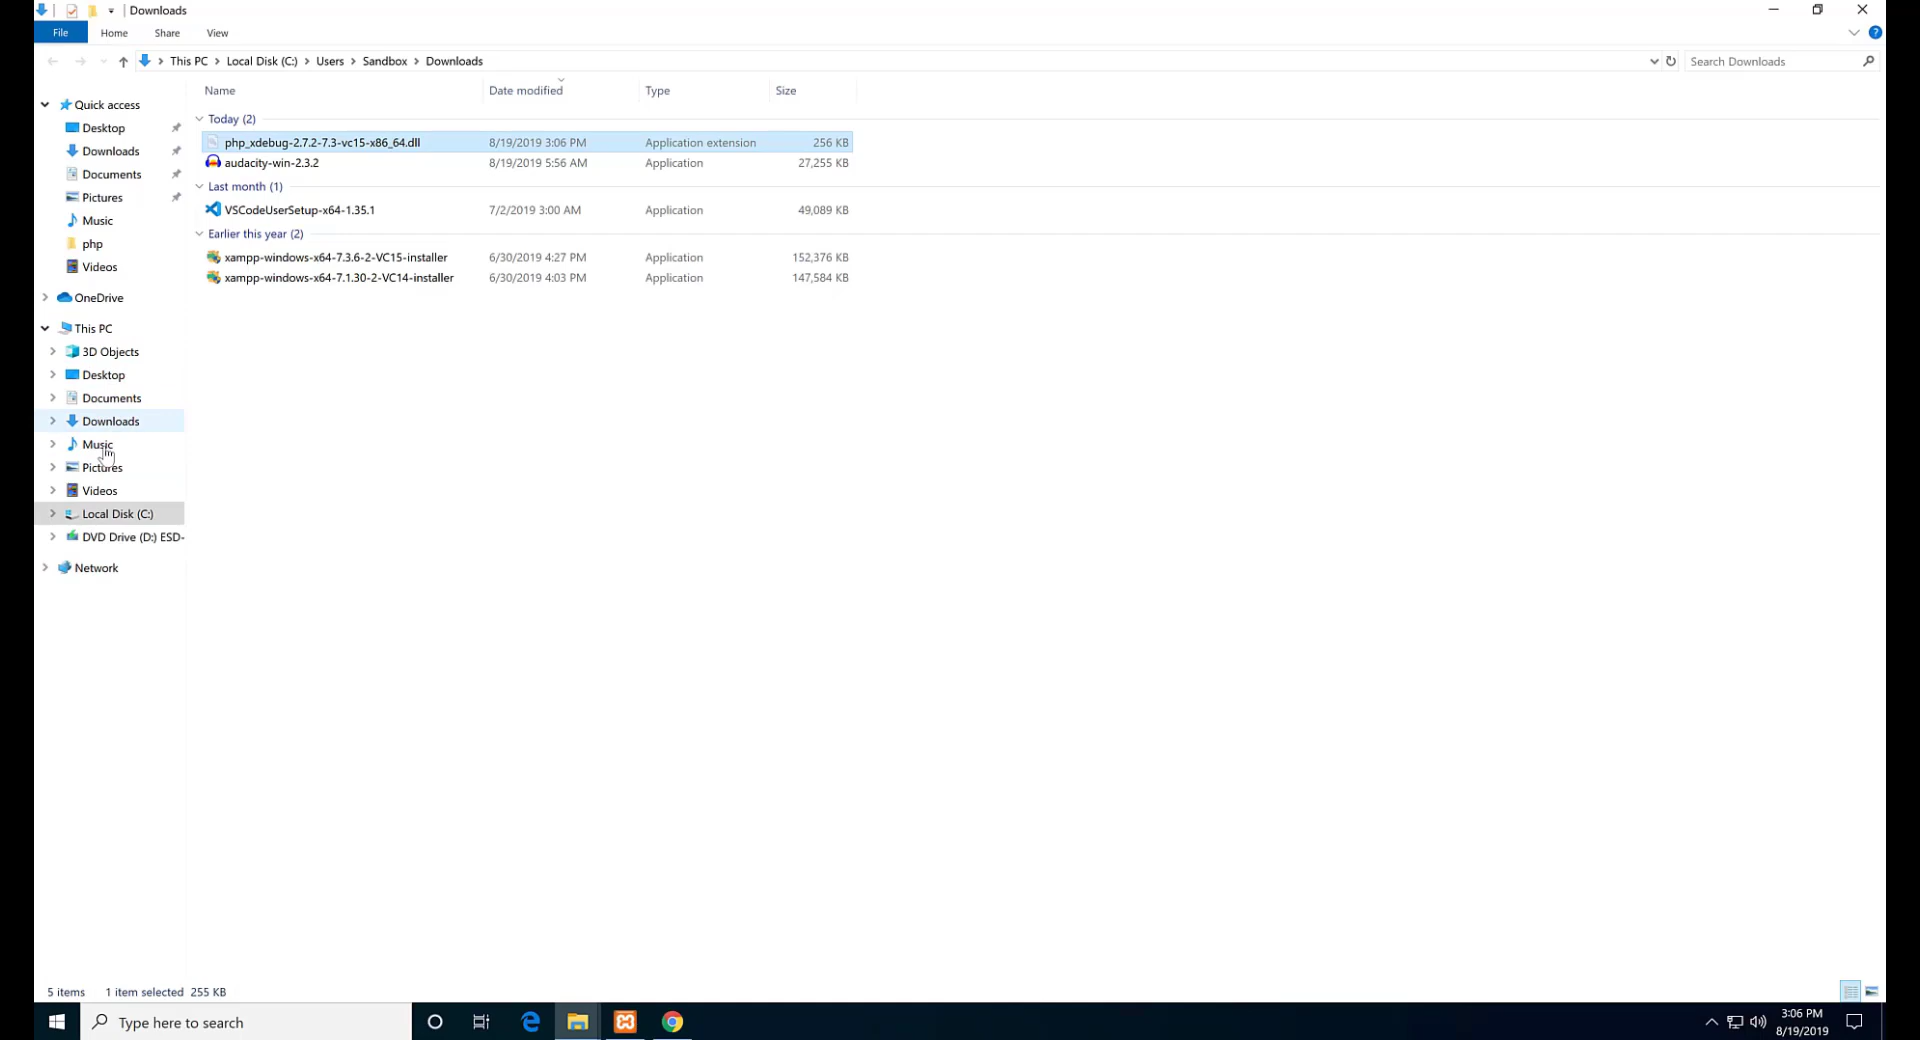 Downloads
File Home Share View
This PC Local Disk (C:) Users Sandbox Downloads Search Downloads
Name Date modified Type Size
Quick access
Desktop
Downloads
Documents
Pictures
Music
php
Videos
OneDrive
This PC
3D Objects
Desktop
Documents
Downloads
Music
Pictures
Videos
Local Disk (C:)
DVD Drive (D:) ESD-
Network
Today (2)
php_xdebug-2.7.2-7.3-vc15-x86_64.dll 8/19/2019 3:06 PM Application extension 256 KB
audacity-win-2.3.2 8/19/2019 5:56 AM Application 27,255 KB
Last month (1)
VSCodeUserSetup-x64-1.35.1 7/2/2019 3:00 AM Application 49,089 KB
Earlier this year (2)
xampp-windows-x64-7.3.6-2-VC15-installer 6/30/2019 4:27 PM Application 152,376 KB
xampp-windows-x64-7.1.30-2-VC14-installer 6/30/2019 4:03 PM Application 147,584 KB
5 items 1 item selected 255 KB
Type here to search
3:06 PM
8/19/2019